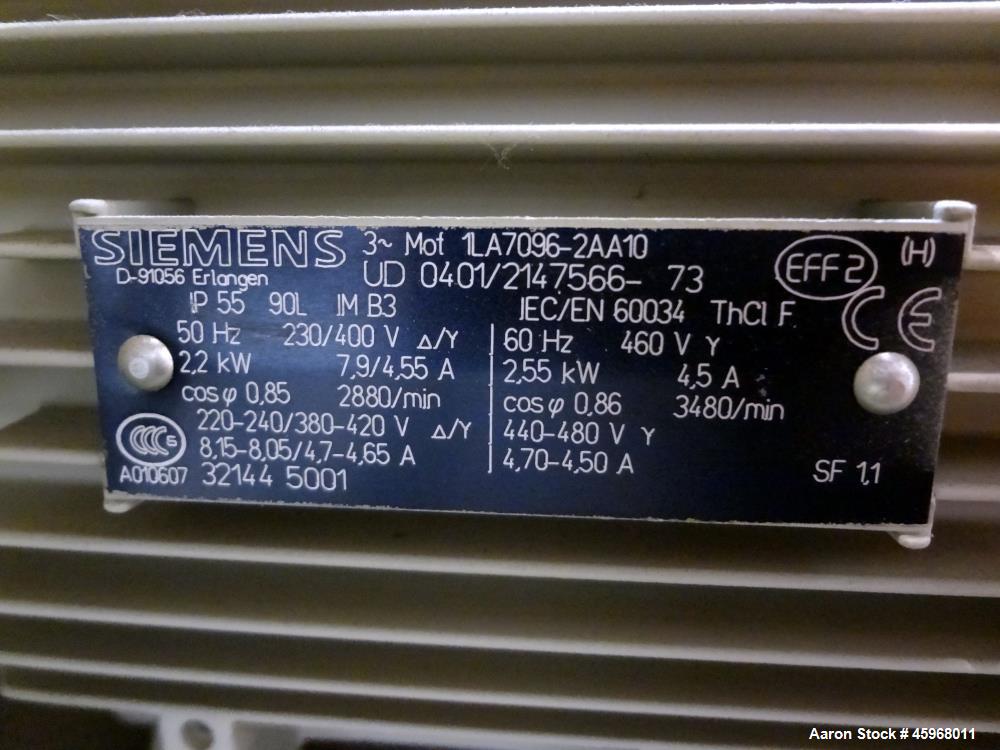 SIEMENS 3~ Mot 1LA7096-2AA10
D-91056 Erlangen UD 0401/2147566- 73
EFF2 (H)
IP 55 90L IM B3 IEC/EN 60034 ThCl F
CE
50 Hz 230/400 V Δ/Y 60 Hz 460 V Y
2,2 kW 7,9/4,55 A 2,55 kW 4,5 A
cos φ 0,85 2880/min cos φ 0,86 3480/min
220-240/380-420 V Δ/Y 440-480 V Y
CCC S
8,15-8,05/4,7-4,65 A 4,70-4,50 A
A010607 32144 5001 SF 1,1
Aaron Stock # 45968011